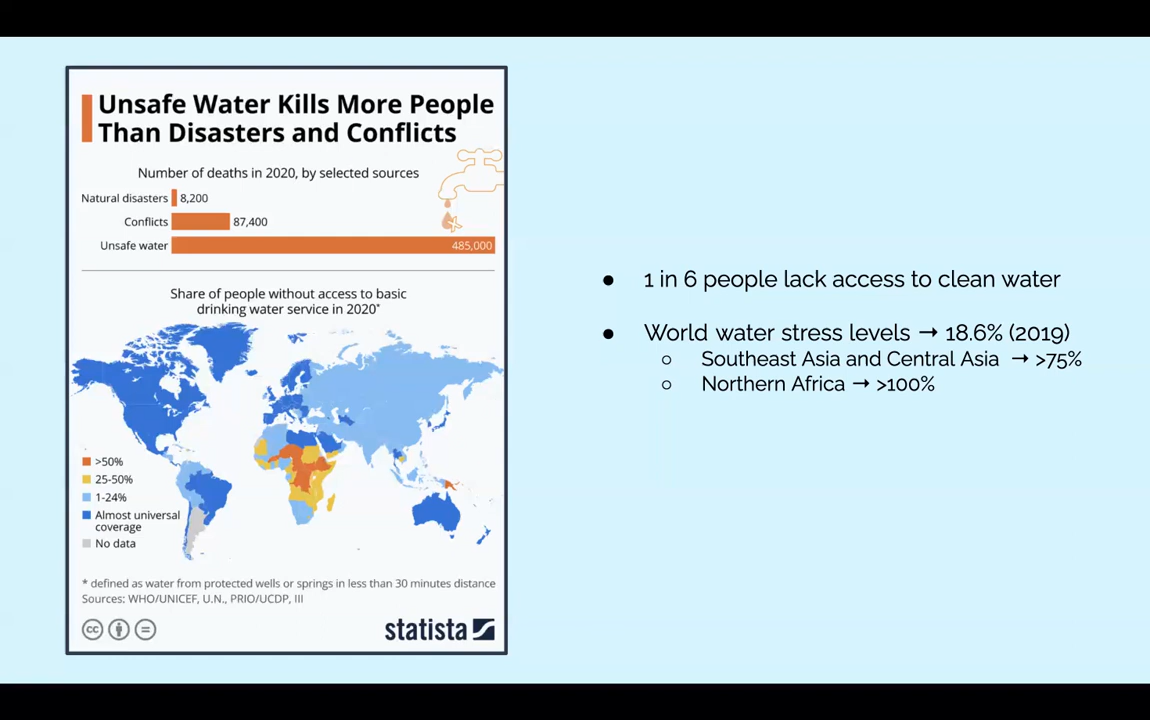 Unsafe Water Kills More People
Than Disasters and Conflicts
Number of deaths in 2020, by selected sources
Natural disasters 8,200
Conflicts 87,400
Unsafe water 485,000
Share of people without access to basic
drinking water service in 2020*
>50%
25-50%
1-24%
Almost universal
coverage
No data
* defined as water from protected wells or springs in less than 30 minutes distance
Sources: WHO/UNICEF, U.N., PRIO/UCDP, III
cc
statista
● 1 in 6 people lack access to clean water
● World water stress levels → 18.6% (2019)
○ Southeast Asia and Central Asia → >75%
○ Northern Africa → >100%